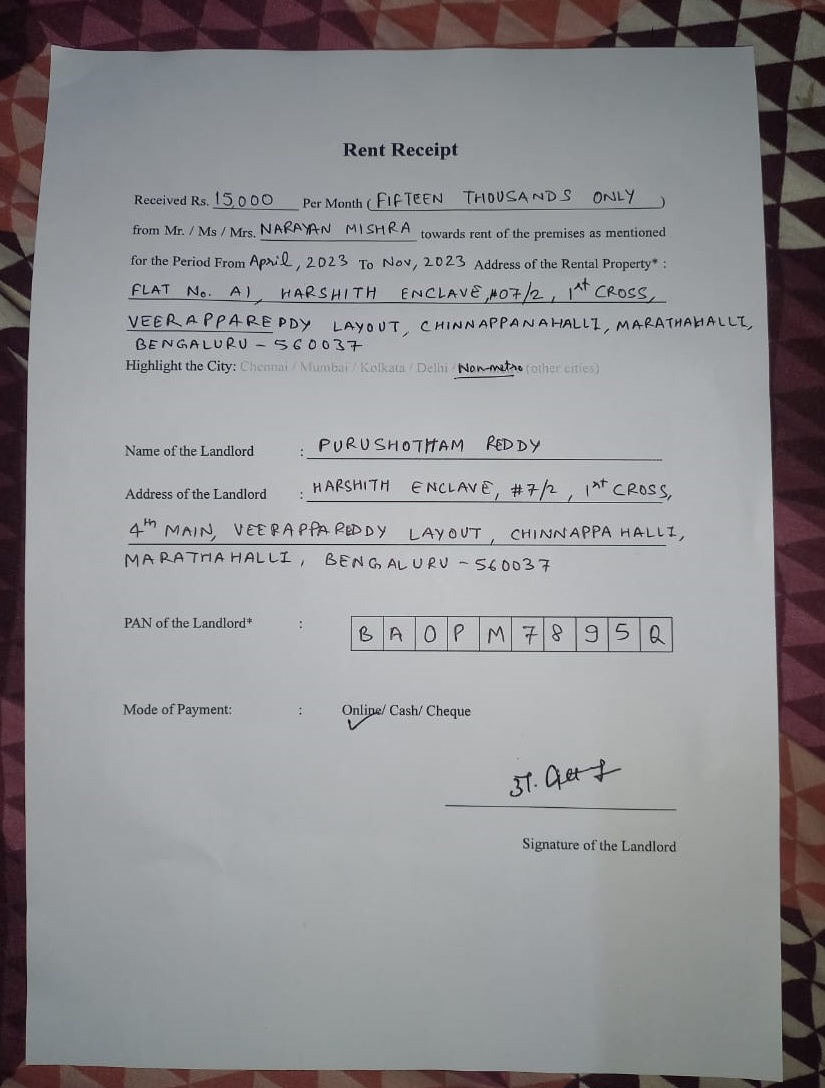 Rent Receipt
Received Rs. 15,000 Per Month ( FIFTEEN THOUSANDS ONLY )
from Mr. / Ms / Mrs. NARAYAN MISHRA towards rent of the premises as mentioned
for the Period From April, 2023 To Nov, 2023 Address of the Rental Property* :
FLAT No. A1, HARSHITH ENCLAVE, #07/2, 1st CROSS,
VEERAPPAREDDY LAYOUT, CHINNAPPANAHALLI, MARATHAHALLI,
BENGALURU - 560037
Highlight the City: Chennai / Mumbai / Kolkata / Delhi / Non-metro (other cities)
Name of the Landlord : PURUSHOTHAM REDDY
Address of the Landlord : HARSHITH ENCLAVE, #7/2, 1st CROSS,
4th MAIN, VEERAPPAREDDY LAYOUT, CHINNAPPA HALLI,
MARATHAHALLI, BENGALURU - 560037
PAN of the Landlord* : B A O P M 7 8 9 5 Q
Mode of Payment: : Online/ Cash/ Cheque
Signature of the Landlord